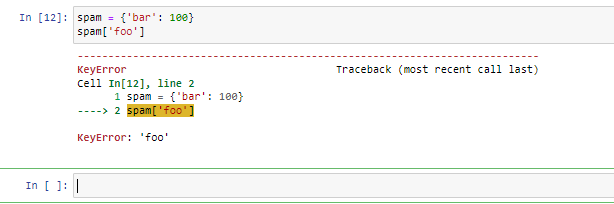 In [12]: spam = {'bar': 100}
spam['foo']
---------------------------------------------------------------------------
KeyError                                  Traceback (most recent call last)
Cell In[12], line 2
      1 spam = {'bar': 100}
----> 2 spam['foo']

KeyError: 'foo'
In [ ]: